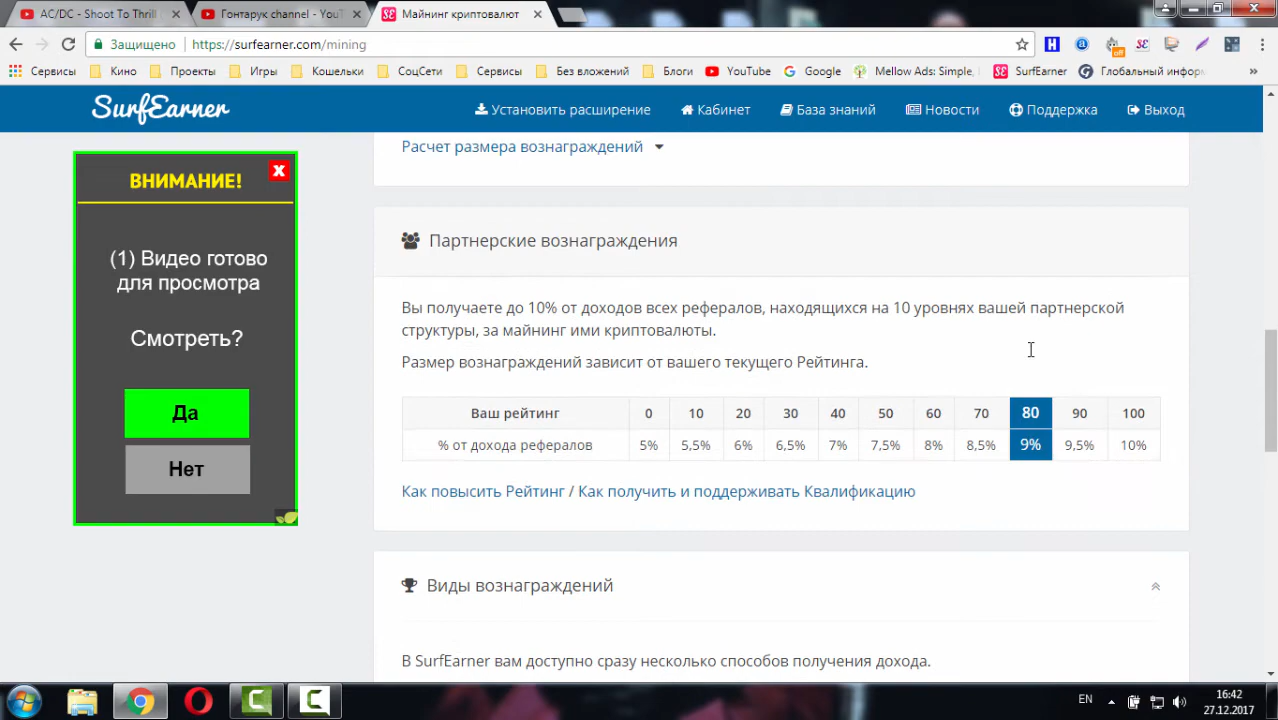 AC/DC - Shoot To Thrill
Гонтарук channel - YouT
Майнинг криптовалют
Защищено
https://surfearner.com/mining
Сервисы
Кино
Проекты
Игры
Кошельки
СоцСети
Сервисы
Без вложений
Блоги
YouTube
Google
Mellow Ads: Simple,
SurfEarner
Глобальный информ
SurfEarner
Установить расширение
Кабинет
База знаний
Новости
Поддержка
Выход
ВНИМАНИЕ!
(1) Видео готово
для просмотра
Смотреть?
Да
Нет
Расчет размера вознаграждений
Партнерские вознаграждения
Вы получаете до 10% от доходов всех рефералов, находящихся на 10 уровнях вашей партнерской
структуры, за майнинг ими криптовалюты.
Размер вознаграждений зависит от вашего текущего Рейтинга.
Ваш рейтинг 0 10 20 30 40 50 60 70 80 90 100
% от дохода рефералов 5% 5,5% 6% 6,5% 7% 7,5% 8% 8,5% 9% 9,5% 10%
Как повысить Рейтинг / Как получить и поддерживать Квалификацию
Виды вознаграждений
В SurfEarner вам доступно сразу несколько способов получения дохода.
EN
16:42
27.12.2017